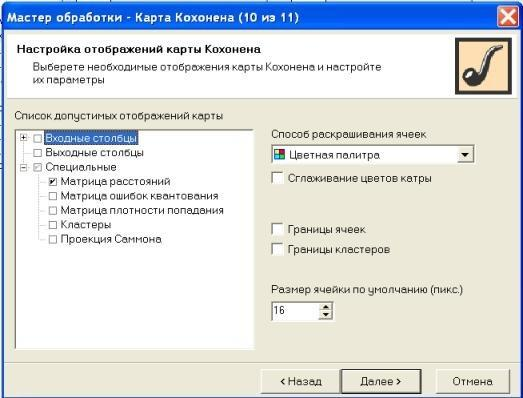 Мастер обработки - Карта Кохонена (10 из 11)
Настройка отображений карты Кохонена
Выберете необходимые отображения карты Кохонена и настройте
их параметры
Список допустимых отображений карты
Входные столбцы
Выходные столбцы
Специальные
Матрица расстояний
Матрица ошибок квантования
Матрица плотности попадания
Кластеры
Проекция Саммона
Способ раскрашивания ячеек
Цветная палитра
Сглаживание цветов катры
Границы ячеек
Границы кластеров
Размер ячейки по умолчанию (пикс.)
16
< Назад
Далее >
Отмена